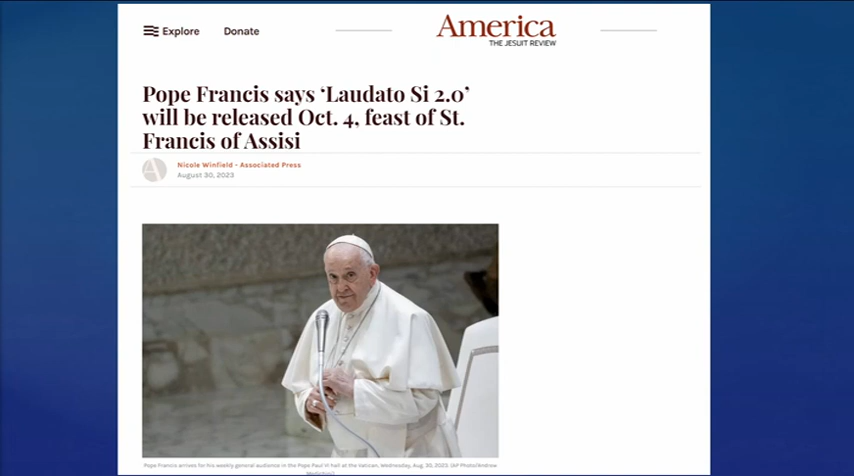 Explore
Donate
America
THE JESUIT REVIEW
Pope Francis says ‘Laudato Si 2.0’
will be released Oct. 4, feast of St.
Francis of Assisi
Nicole Winfield - Associated Press
August 30, 2023
Pope Francis arrives for his weekly general audience in the Pope Paul VI hall at the Vatican, Wednesday, Aug. 30, 2023. (AP Photo/Andrew